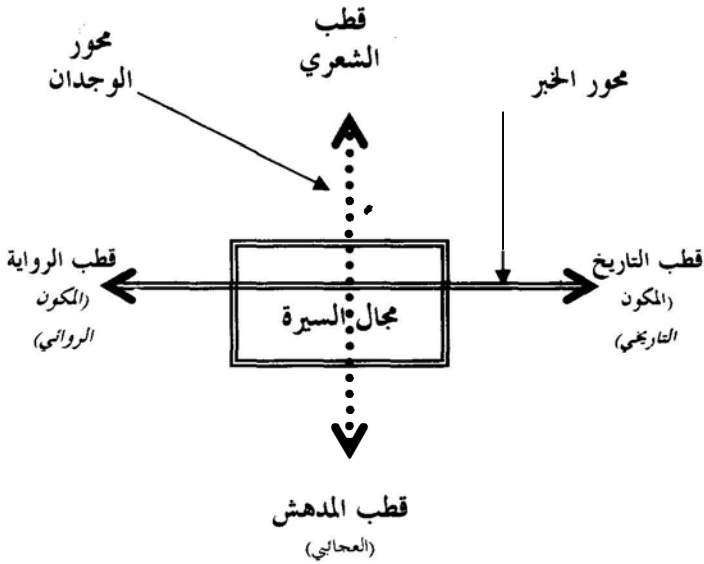 قطب
الشعري
محور
الوجدان
محور الخبر
قطب التاريخ
(المكون
التاريخي)
قطب الرواية
(المكون
الروائي)
مجال السيرة
قطب المدهش
(العجائبي)